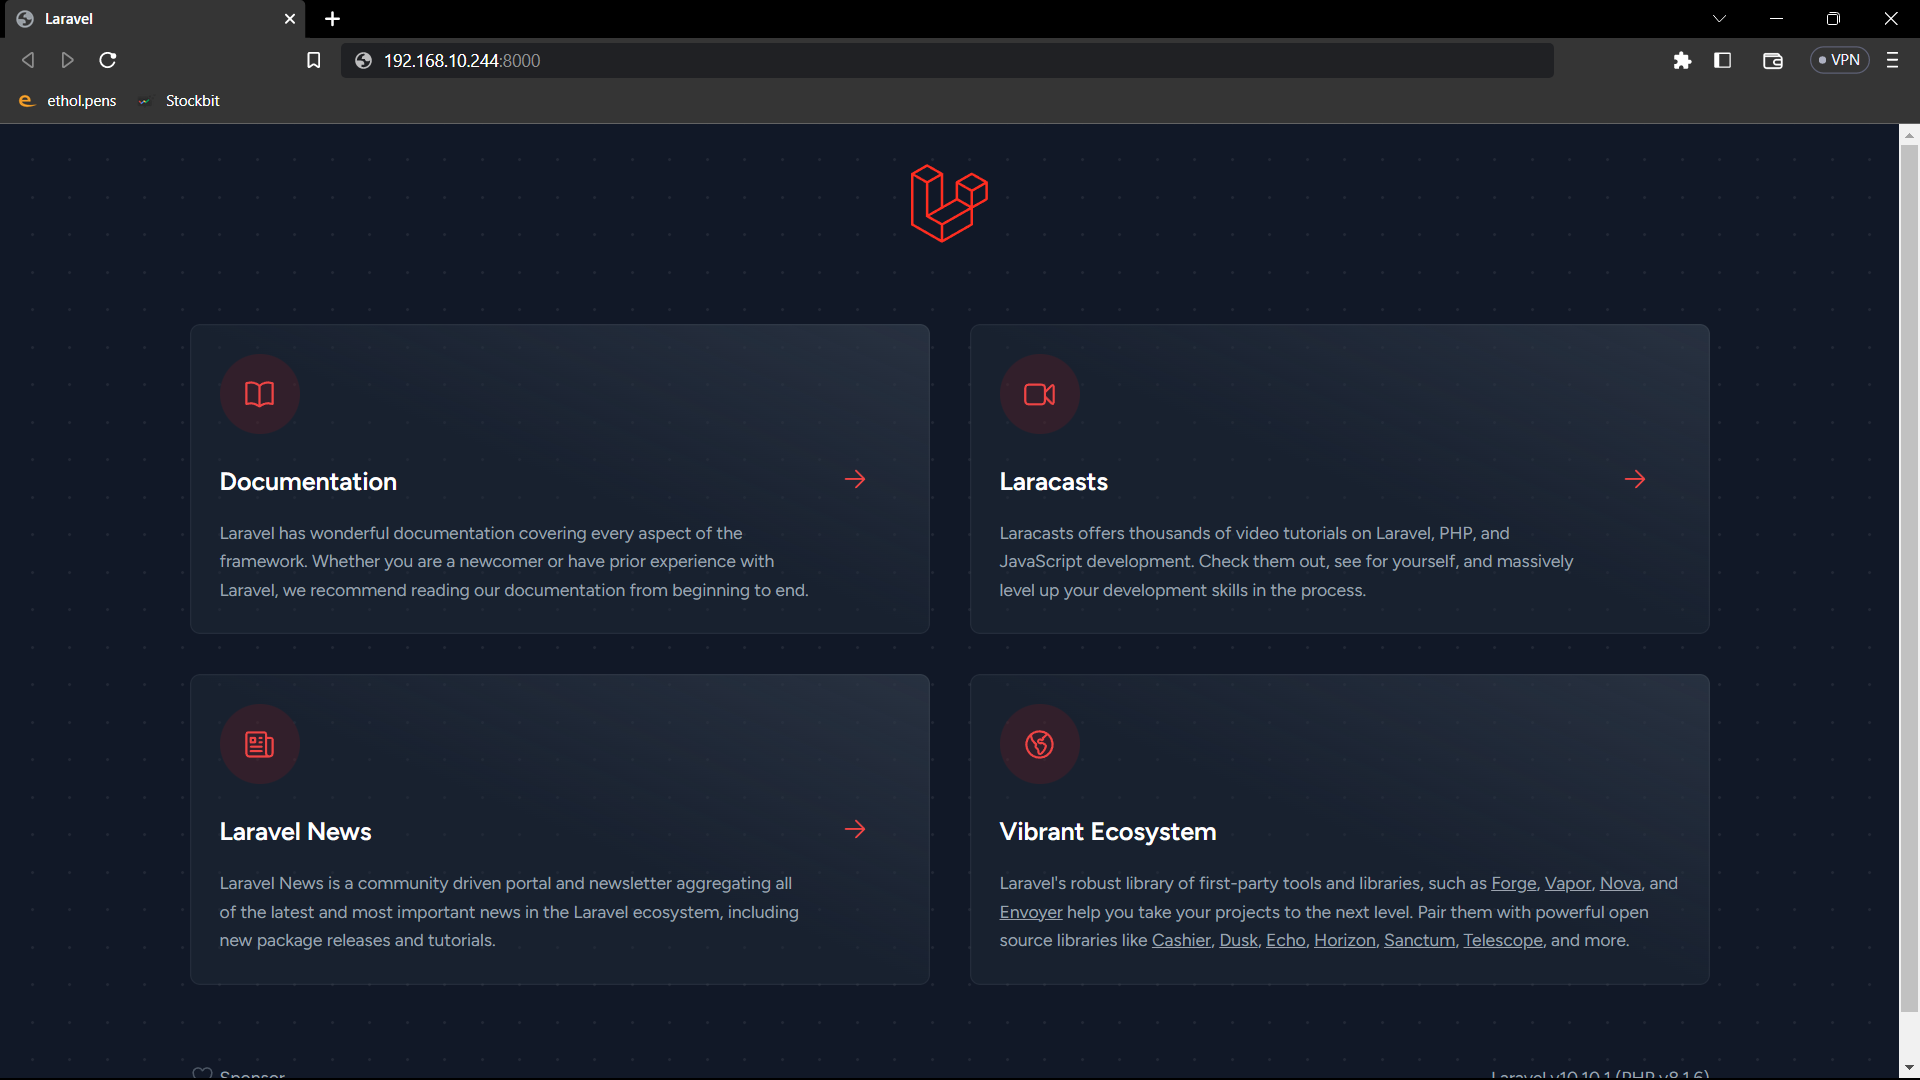 Laravel
192.168.10.244:8000
VPN
ethol.pens
Stockbit
Documentation
Laravel has wonderful documentation covering every aspect of the
framework. Whether you are a newcomer or have prior experience with
Laravel, we recommend reading our documentation from beginning to end.
Laracasts
Laracasts offers thousands of video tutorials on Laravel, PHP, and
JavaScript development. Check them out, see for yourself, and massively
level up your development skills in the process.
Laravel News
Laravel News is a community driven portal and newsletter aggregating all
of the latest and most important news in the Laravel ecosystem, including
new package releases and tutorials.
Vibrant Ecosystem
Laravel's robust library of first-party tools and libraries, such as Forge, Vapor, Nova, and
Envoyer help you take your projects to the next level. Pair them with powerful open
source libraries like Cashier, Dusk, Echo, Horizon, Sanctum, Telescope, and more.
Sponsor
Laravel v10.10.1 (PHP v8.1.6)